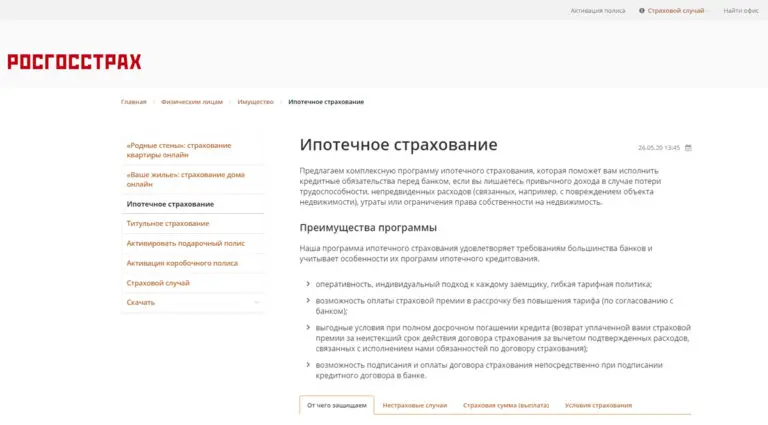 Активация полиса
Страховой случай
Найти офис
РОСГОССТРАХ
Главная
Физическим лицам
Имущество
Ипотечное страхование
«Родные стены»: страхование
квартиры онлайн
«Ваше жилье»: страхование дома
онлайн
Ипотечное страхование
Титульное страхование
Активировать подарочный полис
Активация коробочного полиса
Страховой случай
Скачать
Ипотечное страхование
26.05.20 13:45
Предлагаем комплексную программу ипотечного страхования, которая поможет вам исполнить
кредитные обязательства перед банком, если вы лишаетесь привычного дохода в случае потери
трудоспособности, непредвиденных расходов (связанных, например, с повреждением объекта
недвижимости), утраты или ограничения права собственности на недвижимость.
Преимущества программы
Наша программа ипотечного страхования удовлетворяет требованиям большинства банков и
учитывает особенности их программ ипотечного кредитования.
оперативность, индивидуальный подход к каждому заемщику, гибкая тарифная политика;
возможность оплаты страховой премии в рассрочку без повышения тарифа (по согласованию с
банком);
выгодные условия при полном досрочном погашении кредита (возврат уплаченной вами страховой
премии за неистекший срок действия договора страхования за вычетом подтвержденных расходов,
связанных с исполнением нами обязанностей по договору страхования);
возможность подписания и оплаты договора страхования непосредственно при подписании
кредитного договора в банке.
От чего защищаем
Нестраховые случаи
Страховая сумма (выплата)
Условия страхования